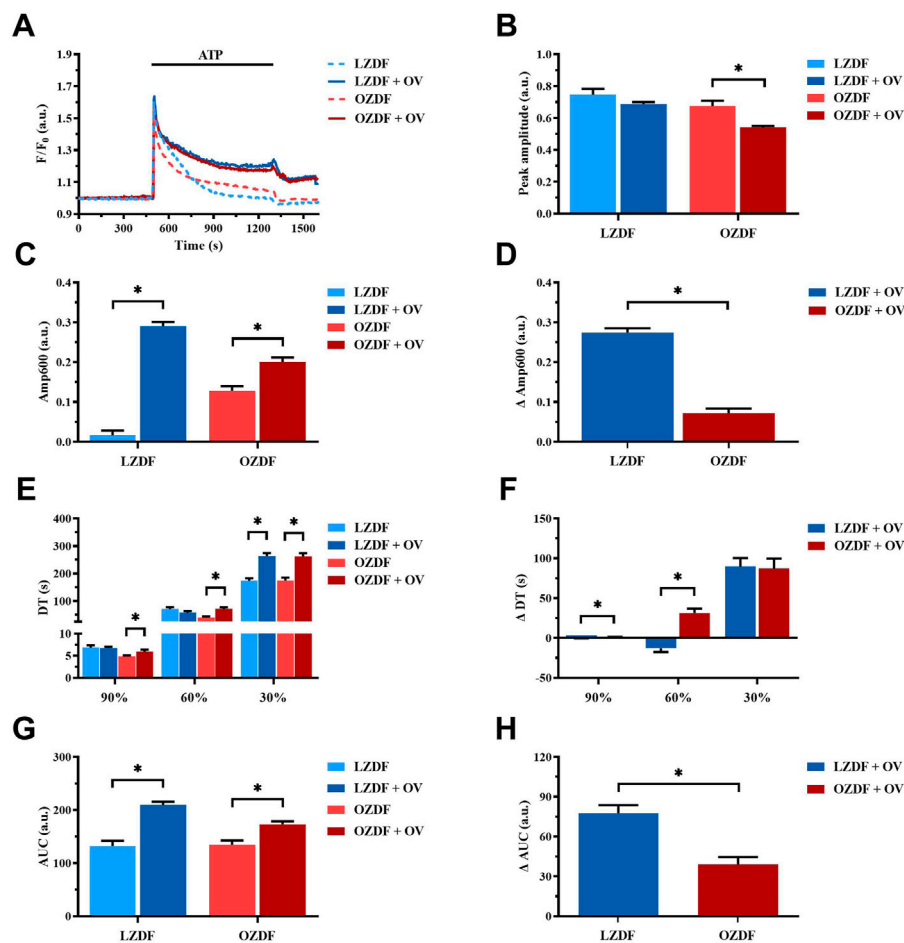 A
ATP
F/F0 (a.u.)
1.9
1.7
1.5
1.3
1.1
0.9
0 300 600 900 1200 1500
Time (s)
LZDF
LZDF + OV
OZDF
OZDF + OV
B
Peak amplitude (a.u.)
1.0
0.8
0.6
0.4
0.2
0.0
*
LZDF OZDF
LZDF
LZDF + OV
OZDF
OZDF + OV
C
Amp600 (a.u.)
0.4
0.3
0.2
0.1
0.0
* *
LZDF OZDF
LZDF
LZDF + OV
OZDF
OZDF + OV
D
Δ Amp600 (a.u.)
0.4
0.3
0.2
0.1
0.0
*
LZDF OZDF
LZDF + OV
OZDF + OV
E
DT (s)
400
300
200
100
10
5
0
* * * *
90% 60% 30%
LZDF
LZDF + OV
OZDF
OZDF + OV
F
Δ DT (s)
150
100
50
0
-50
* *
90% 60% 30%
LZDF + OV
OZDF + OV
G
AUC (a.u.)
300
200
100
0
* *
LZDF OZDF
LZDF
LZDF + OV
OZDF
OZDF + OV
H
Δ AUC (a.u.)
120
90
60
30
0
*
LZDF OZDF
LZDF + OV
OZDF + OV